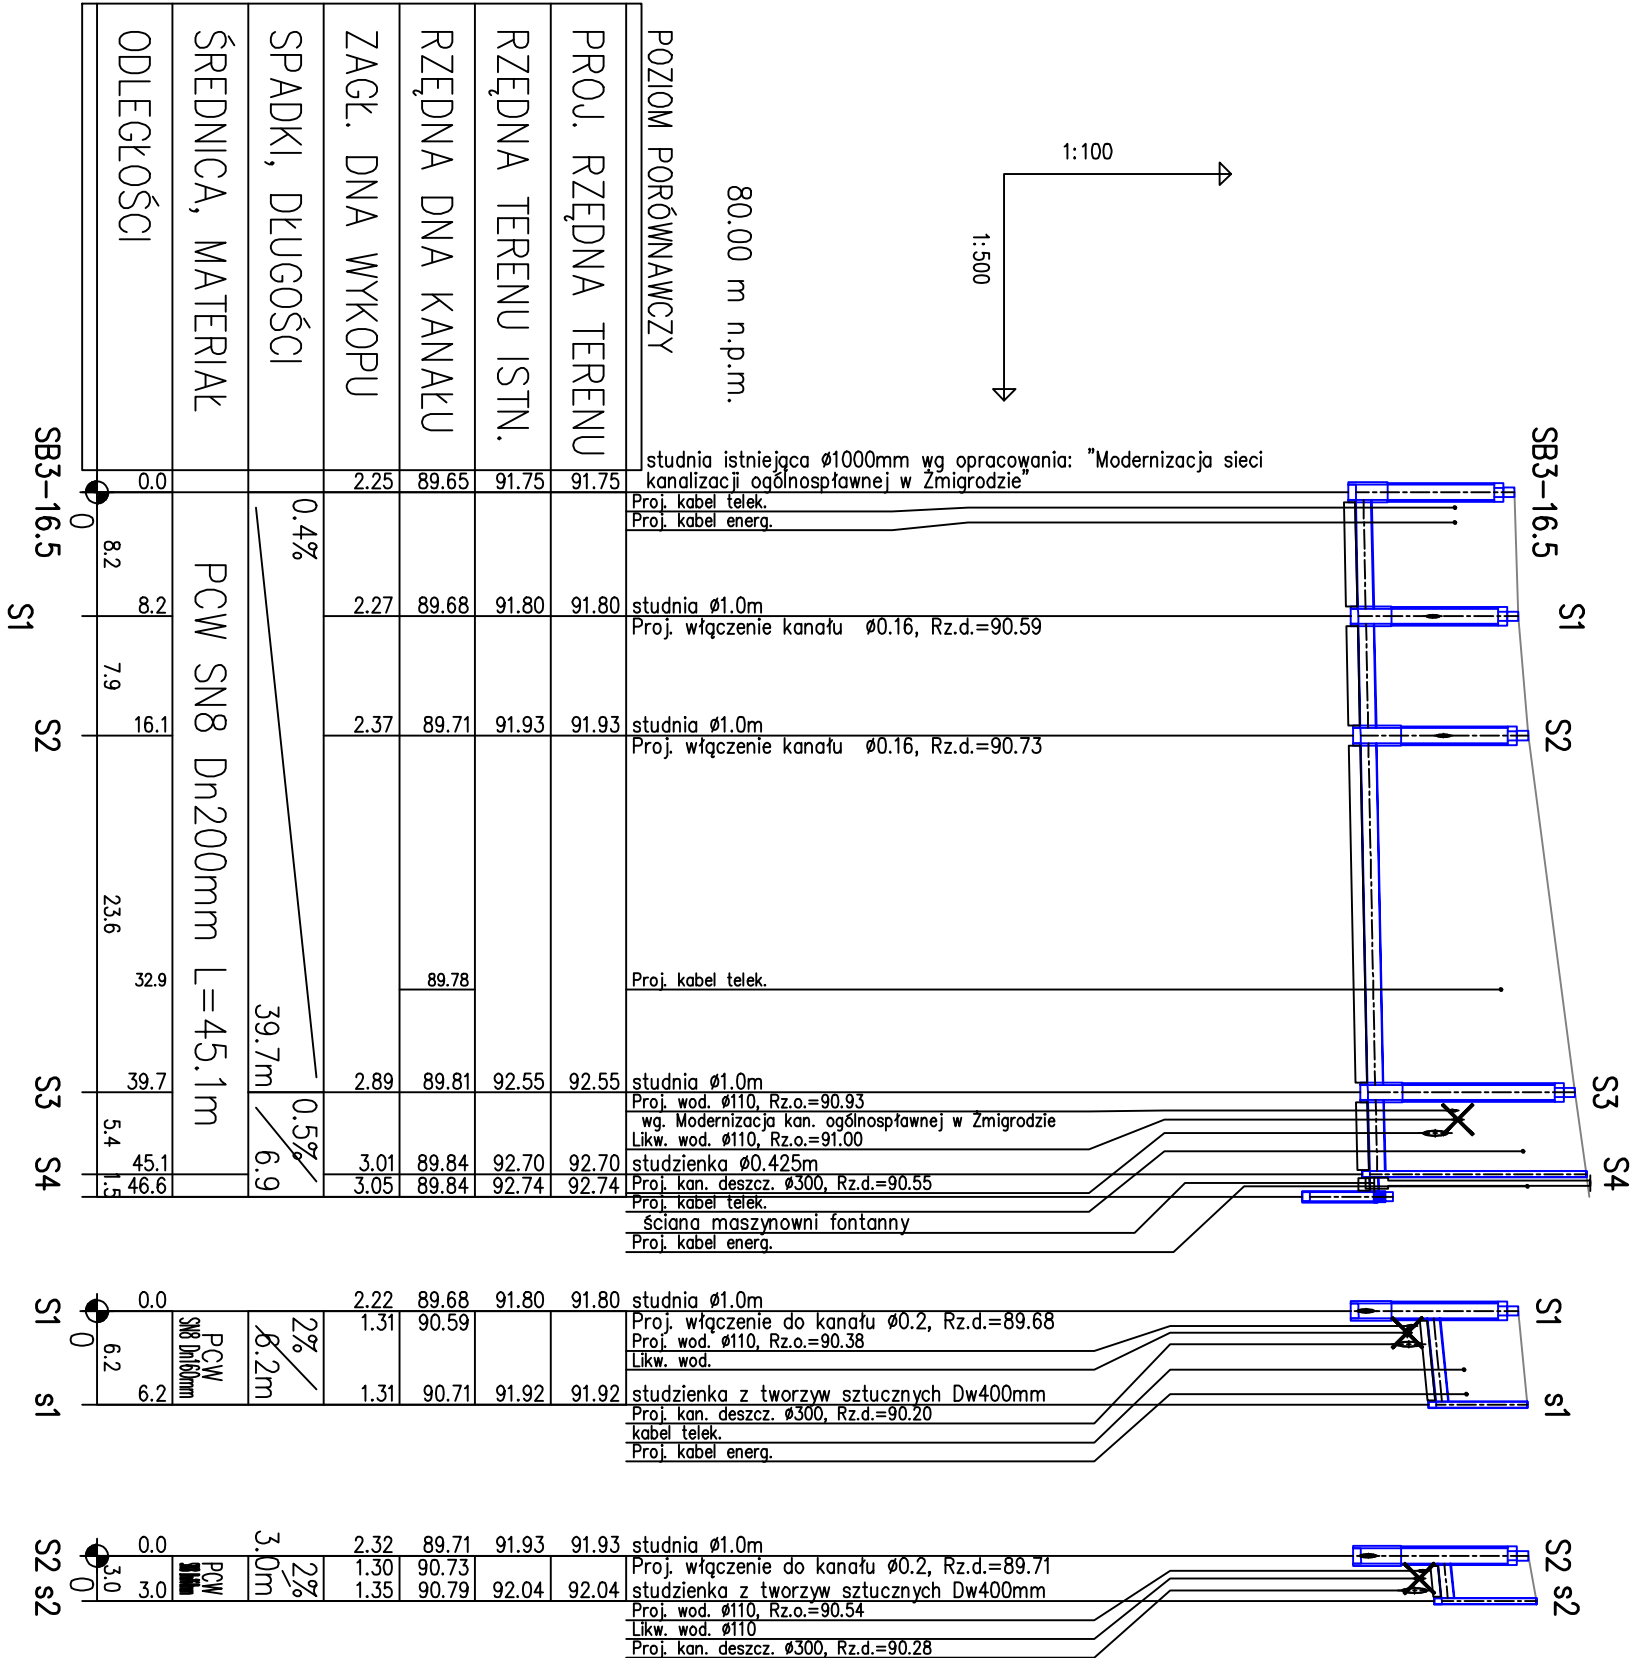 POZIOM PORÓWNAWCZY
80.00 m n.p.m.
1:100
1:500
PROJ. RZĘDNA TERENU
RZĘDNA TERENU ISTN.
RZĘDNA DNA KANAŁU
ZAGŁ. DNA WYKOPU
SPADKI, DŁUGOŚCI
ŚREDNICA, MATERIAŁ
ODLEGŁOŚCI
SB3-16.5
S1
S2
S3
S4
studnia istniejąca Ø1000mm wg opracowania: "Modernizacja sieci
kanalizacji ogólnospławnej w Żmigrodzie"
0.0 2.25 89.65 91.75 91.75
Proj. kabel telek.
Proj. kabel energ.
8.2 2.27 89.68 91.80 91.80 studnia Ø1.0m
Proj. włączenie kanału Ø0.16, Rz.d.=90.59
16.1 2.37 89.71 91.93 91.93 studnia Ø1.0m
Proj. włączenie kanału Ø0.16, Rz.d.=90.73
32.9 89.78 Proj. kabel telek.
39.7 2.89 89.81 92.55 92.55 studnia Ø1.0m
Proj. wod. Ø110, Rz.o.=90.93
wg. Modernizacja kan. ogólnospławnej w Żmigrodzie
Likw. wod. Ø110, Rz.o.=91.00
45.1 3.01 89.84 92.70 92.70 studzienka Ø0.425m
46.6 3.05 89.84 92.74 92.74 Proj. kan. deszcz. Ø300, Rz.d.=90.55
Proj. kabel telek.
ściana maszynowni fontanny
Proj. kabel energ.
0.4%
39.7m
0.5%
6.9
PCW SN8 Dn200mm L=45.1m
0
8.2
7.9
23.6
5.4
1.5
SB3-16.5
S1
S2
S3
S4
S1
s1
0.0 2.22 89.68 91.80 91.80 studnia Ø1.0m
1.31 90.59 Proj. włączenie do kanału Ø0.2, Rz.d.=89.68
Proj. wod. Ø110, Rz.o.=90.38
Likw. wod.
6.2 1.31 90.71 91.92 91.92 studzienka z tworzyw sztucznych Dw400mm
Proj. kan. deszcz. Ø300, Rz.d.=90.20
kabel telek.
Proj. kabel energ.
2%
6.2m
PCW
SN8 Dn160mm
0
6.2
S1
s1
S2
s2
0.0 2.32 89.71 91.93 91.93 studnia Ø1.0m
1.30 90.73 Proj. włączenie do kanału Ø0.2, Rz.d.=89.71
3.0 1.35 90.79 92.04 92.04 studzienka z tworzyw sztucznych Dw400mm
Proj. wod. Ø110, Rz.o.=90.54
Likw. wod. Ø110
Proj. kan. deszcz. Ø300, Rz.d.=90.28
2%
3.0m
PCW
0
3.0
S2
s2